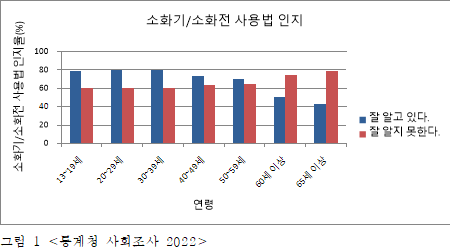 소화기/소화전 사용법 인지
소화기/소화전 사용법 인지율(%)
100
80
60
40
20
0
13~19세
20~29세
30~39세
40~49세
50~59세
60세 이상
65세 이상
연령
잘 알고 있다.
잘 알지 못한다.
그림 1 <통계청 사회조사 2022>